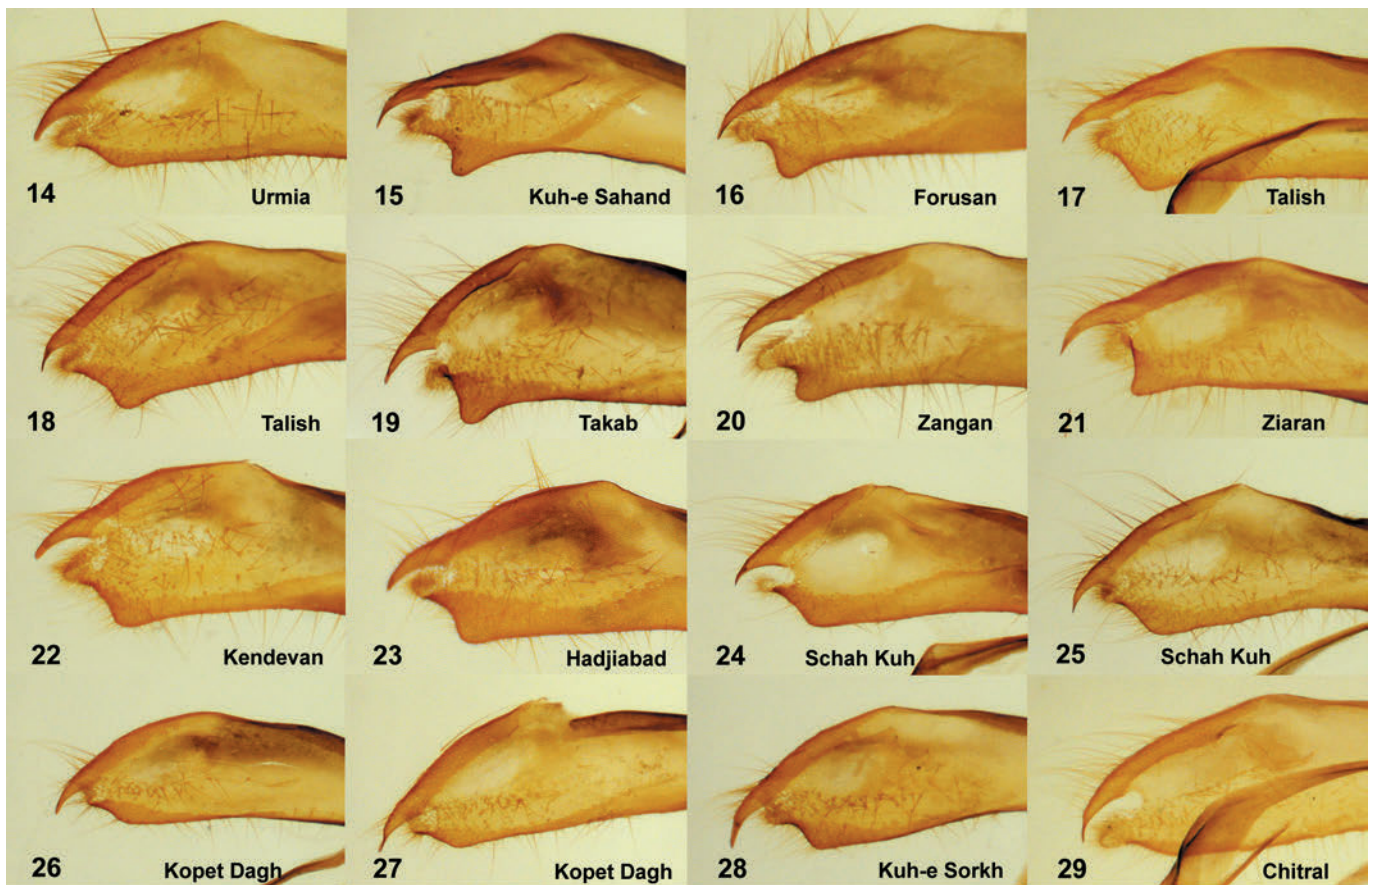 14 Urmia 15 Kuh-e Sahand 16 Forusan 17 Talish
18 Talish 19 Takab 20 Zangan 21 Ziaran
22 Kendevan 23 Hadjiabad 24 Schah Kuh 25 Schah Kuh
26 Kopet Dagh 27 Kopet Dagh 28 Kuh-e Sorkh 29 Chitral